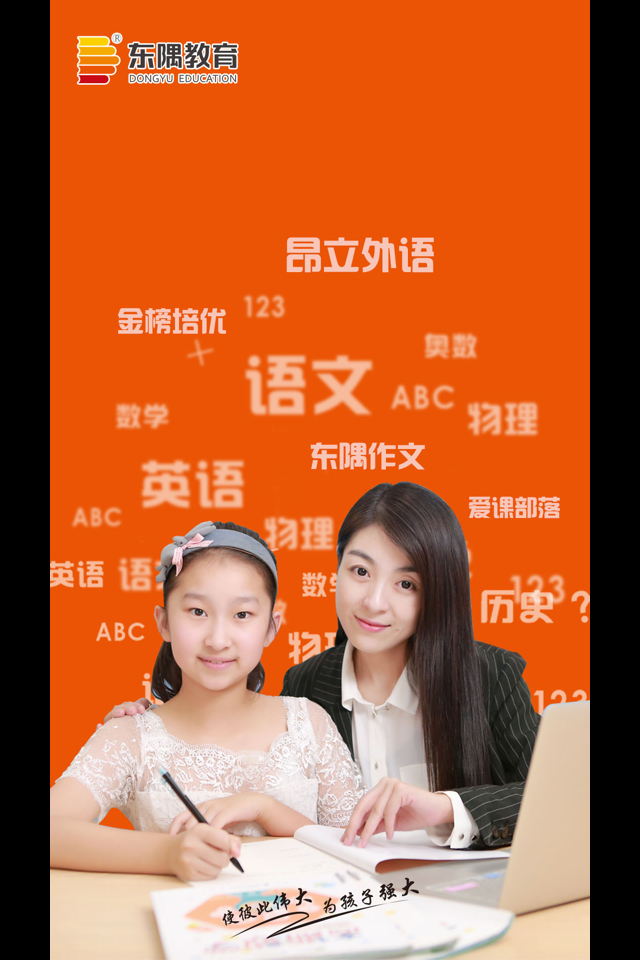 东隅教育®
DONGYU EDUCATION
昂立外语
123
金榜培优
+
奥数
语文
ABC
数学
物理
东隅作文
英语
爱课部落
ABC
物理
英语
语
数学
123
历史 ?
ABC
物理
123
使彼此伟大
为孩子强大